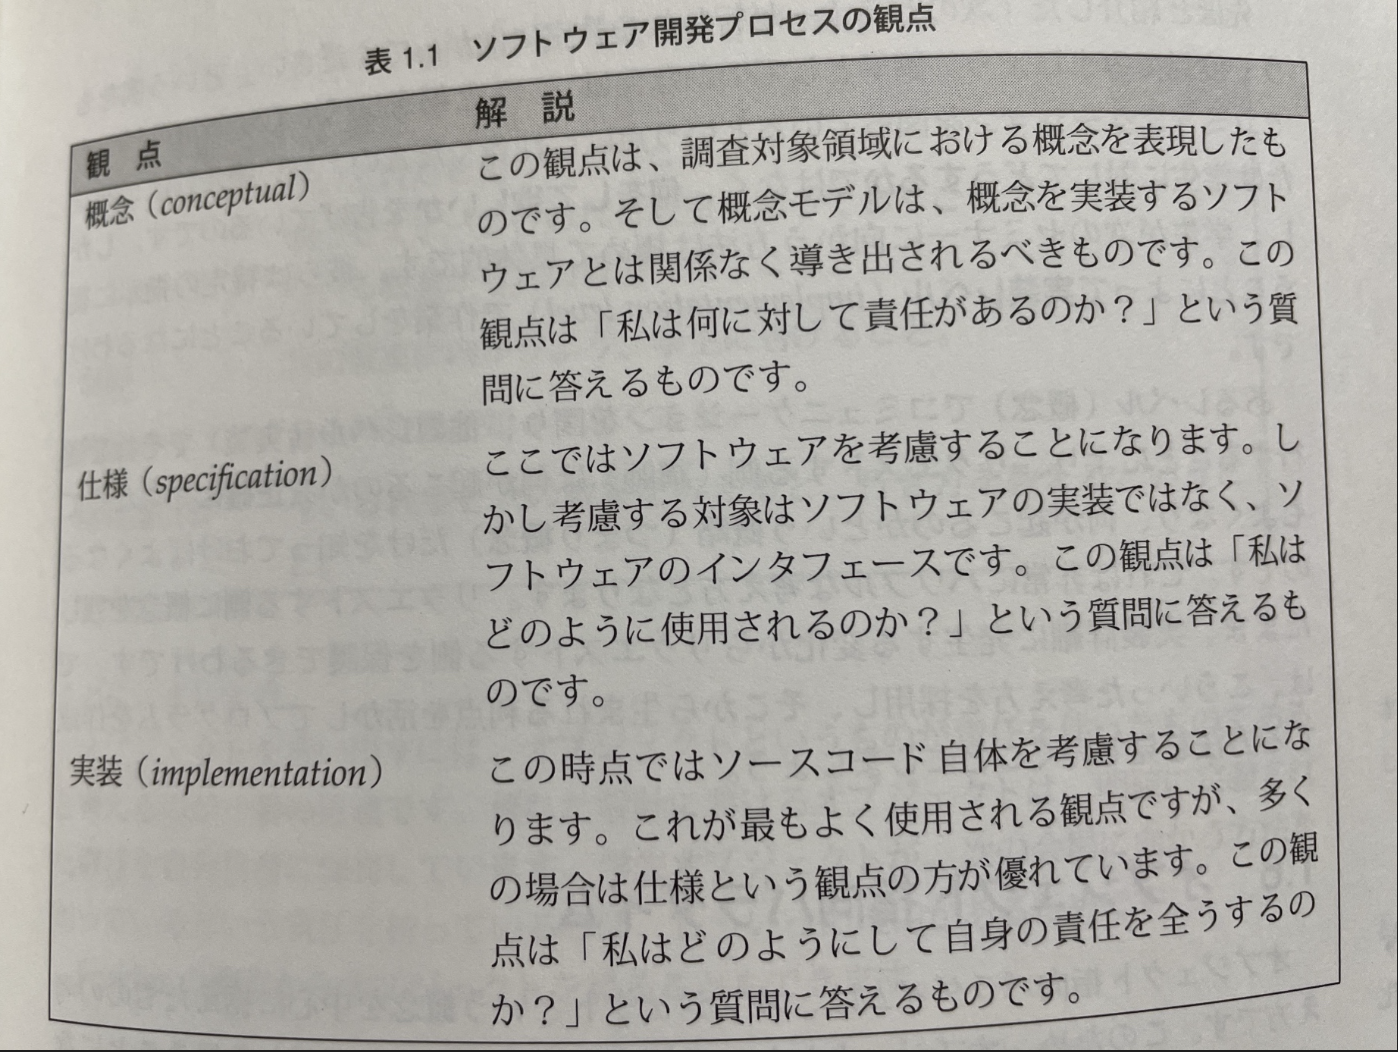 表 1.1 ソフトウェア開発プロセスの観点
観 点
解 説
概念（conceptual）
この観点は、調査対象領域における概念を表現したも
のです。そして概念モデルは、概念を実装するソフト
ウェアとは関係なく導き出されるべきものです。この
観点は「私は何に対して責任があるのか？」という質
問に答えるものです。
仕様（specification）
ここではソフトウェアを考慮することになります。し
かし考慮する対象はソフトウェアの実装ではなく、ソ
フトウェアのインタフェースです。この観点は「私は
どのように使用されるのか？」という質問に答えるも
のです。
実装（implementation）
この時点ではソースコード自体を考慮することにな
ります。これが最もよく使用される観点ですが、多く
の場合は仕様という観点の方が優れています。この観
点は「私はどのようにして自身の責任を全うするの
か？」という質問に答えるものです。